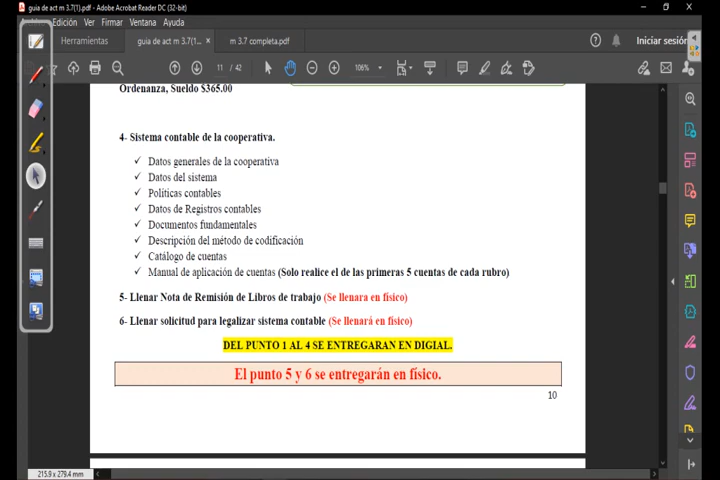 guia de act m 3.7(1).pdf - Adobe Acrobat Reader DC (32-bit)
Edición Ver Firmar Ventana Ayuda
Herramientas
guia de act m 3.7(1...
m 3.7 completa.pdf
Iniciar sesión
11 / 42
106%
Ordenanza, Sueldo $365.00
4- Sistema contable de la cooperativa.
✓ Datos generales de la cooperativa
✓ Datos del sistema
✓ Políticas contables
✓ Datos de Registros contables
✓ Documentos fundamentales
✓ Descripción del método de codificación
✓ Catálogo de cuentas
✓ Manual de aplicación de cuentas (Solo realice el de las primeras 5 cuentas de cada rubro)
5- Llenar Nota de Remisión de Libros de trabajo (Se llenara en físico)
6- Llenar solicitud para legalizar sistema contable (Se llenará en físico)
DEL PUNTO 1 AL 4 SE ENTREGARAN EN DIGIAL.
El punto 5 y 6 se entregarán en físico.
10
215.9 x 279.4 mm